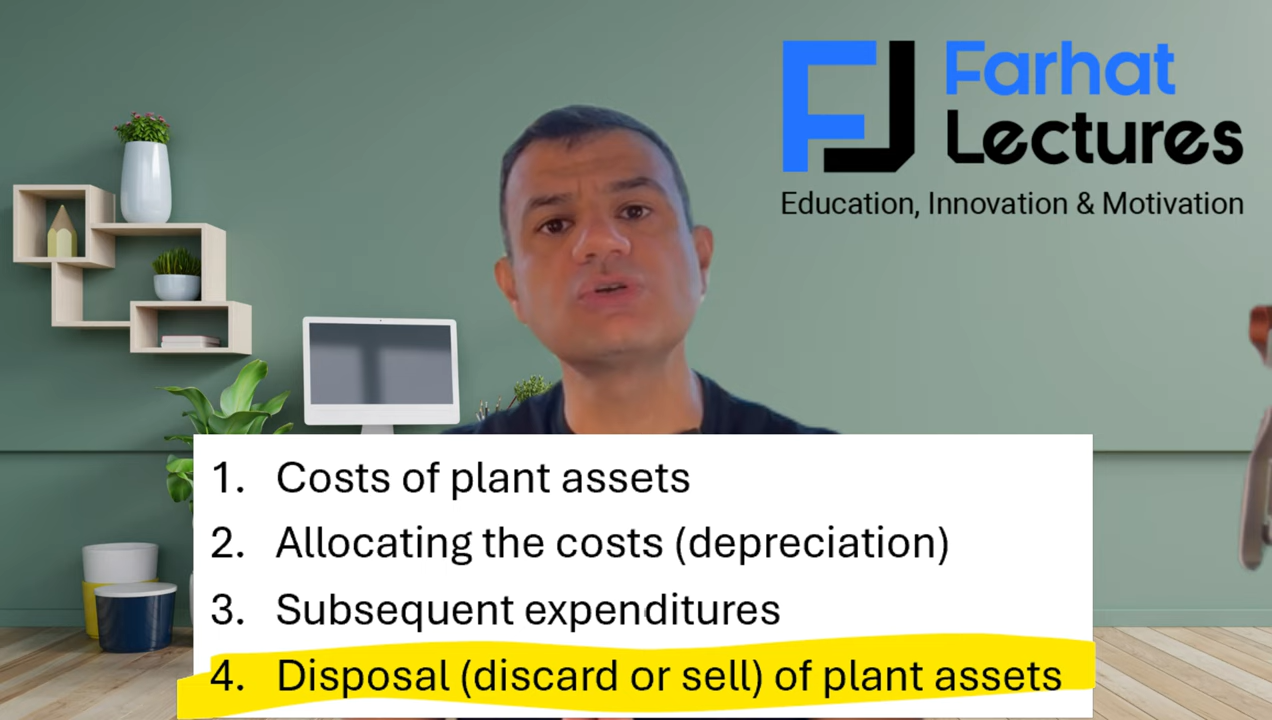 Farhat
Lectures
Education, Innovation & Motivation
1. Costs of plant assets
2. Allocating the costs (depreciation)
3. Subsequent expenditures
4. Disposal (discard or sell) of plant assets